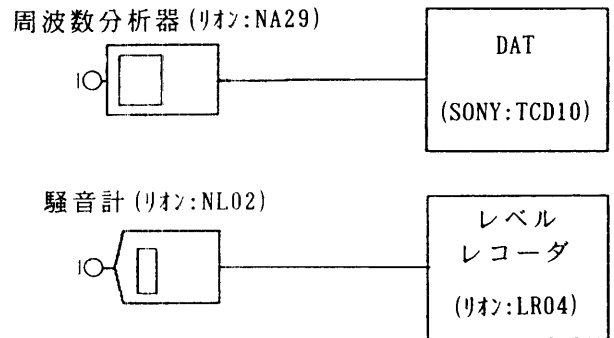 周波数分析器(ﾘｵﾝ:NA29)
DAT
(SONY:TCD10)
騒音計(ﾘｵﾝ:NL02)
レベル
レコーダ
(ﾘｵﾝ:LR04)